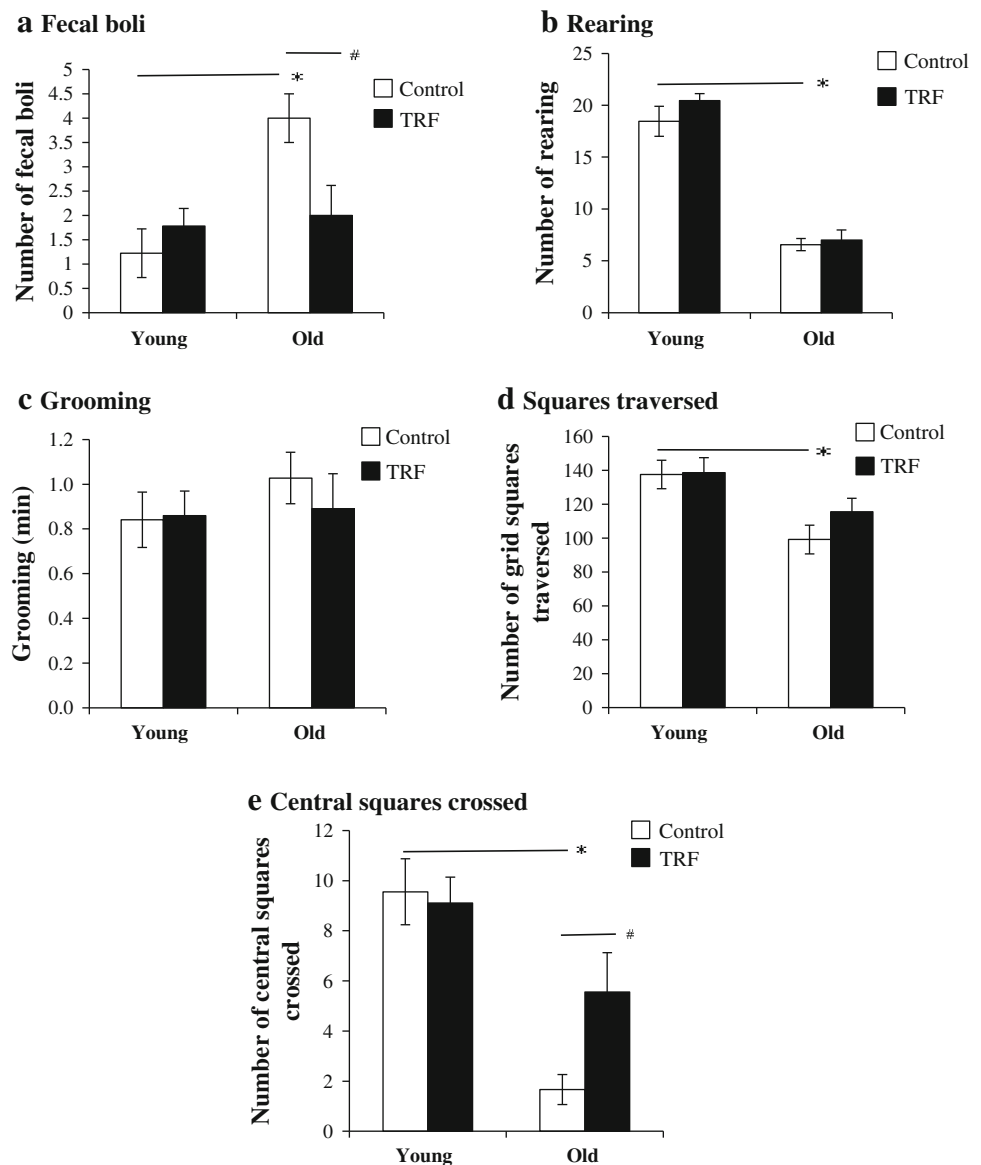 a Fecal boli
#
*
Control
TRF
Number of fecal boli
5
4.5
4
3.5
3
2.5
2
1.5
1
0.5
0
Young Old
b Rearing
*
Control
TRF
Number of rearing
25
20
15
10
5
0
Young Old
c Grooming
Control
TRF
Grooming (min)
1.2
1.0
0.8
0.6
0.4
0.2
0.0
Young Old
d Squares traversed
*
Control
TRF
Number of grid squares
traversed
160
140
120
100
80
60
40
20
0
Young Old
e Central squares crossed
*
#
Control
TRF
Number of central squares
crossed
12
10
8
6
4
2
0
Young Old